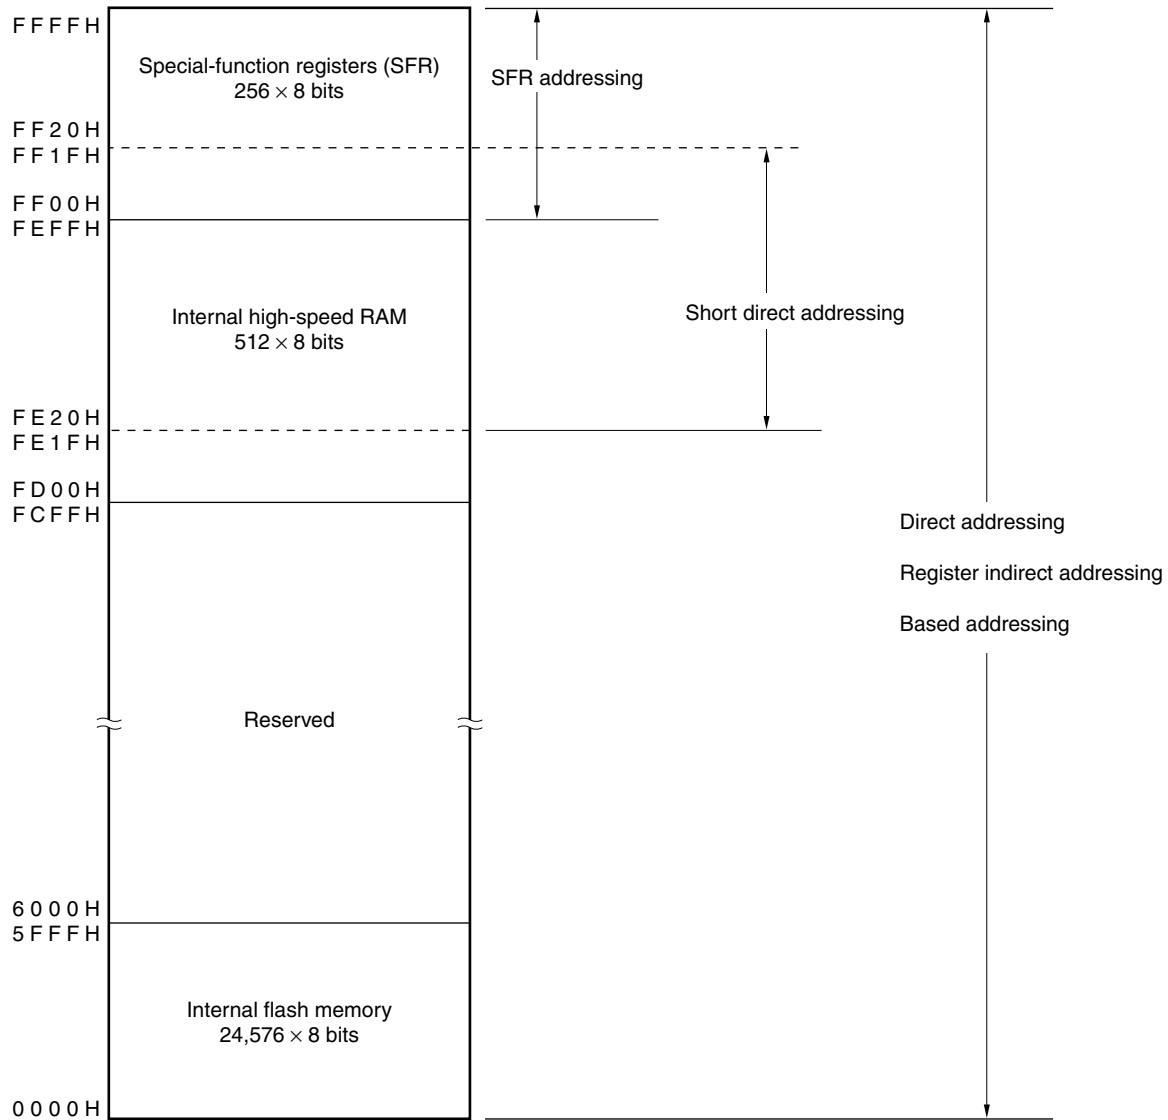 FFFFH
Special-function registers (SFR)
256 × 8 bits
SFR addressing
FF20H
FF1FH
FF00H
FEFFH
Internal high-speed RAM
512 × 8 bits
Short direct addressing
FE20H
FE1FH
FD00H
FCFFH
Direct addressing
Register indirect addressing
Based addressing
Reserved
6000H
5FFFH
Internal flash memory
24,576 × 8 bits
0000H